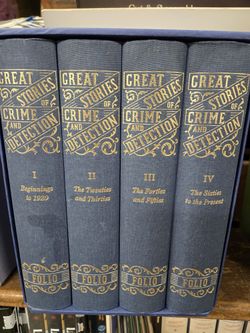 GREAT
STORIES
OF
CRIME
AND
DETECTION
I
Beginnings
to 1920
FOLIO
GREAT
STORIES
OF
CRIME
AND
DETECTION
II
The Twenties
and Thirties
FOLIO
GREAT
STORIES
OF
CRIME
AND
DETECTION
III
The Forties
and Fifties
FOLIO
GREAT
STORIES
OF
CRIME
AND
DETECTION
IV
The Sixties
to the Present
FOLIO